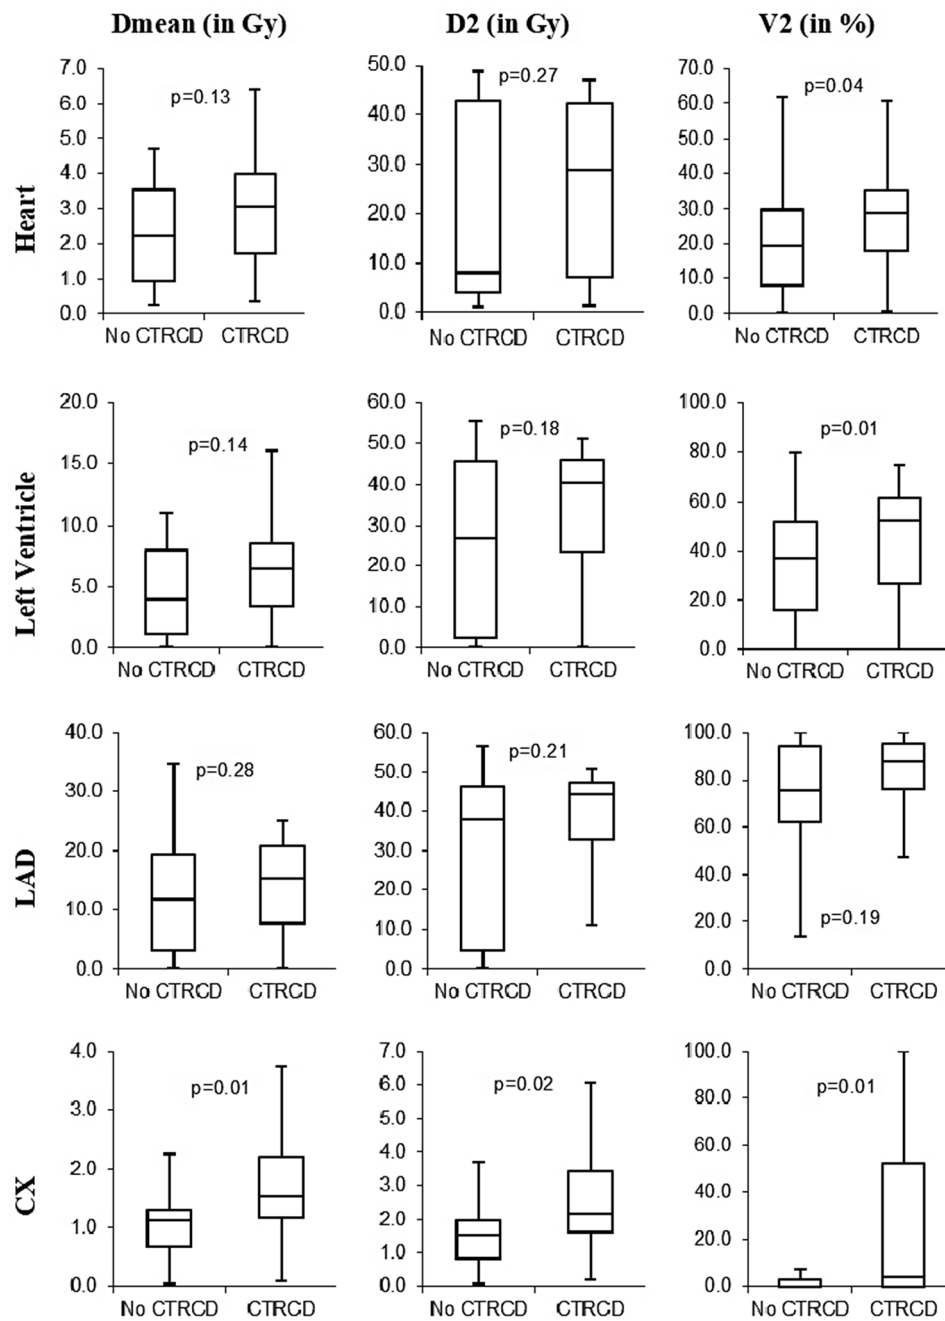 Dmean (in Gy) D2 (in Gy) V2 (in %)
Heart
7.0
6.0
5.0
4.0
3.0
2.0
1.0
0.0
p=0.13
No CTRCD CTRCD
50.0
40.0
30.0
20.0
10.0
0.0
p=0.27
No CTRCD CTRCD
70.0
60.0
50.0
40.0
30.0
20.0
10.0
0.0
p=0.04
No CTRCD CTRCD
Left Ventricle
20.0
15.0
10.0
5.0
0.0
p=0.14
No CTRCD CTRCD
60.0
50.0
40.0
30.0
20.0
10.0
0.0
p=0.18
No CTRCD CTRCD
100.0
80.0
60.0
40.0
20.0
0.0
p=0.01
No CTRCD CTRCD
LAD
40.0
30.0
20.0
10.0
0.0
p=0.28
No CTRCD CTRCD
60.0
50.0
40.0
30.0
20.0
10.0
0.0
p=0.21
No CTRCD CTRCD
100.0
80.0
60.0
40.0
20.0
0.0
p=0.19
No CTRCD CTRCD
CX
4.0
3.0
2.0
1.0
0.0
p=0.01
No CTRCD CTRCD
7.0
6.0
5.0
4.0
3.0
2.0
1.0
0.0
p=0.02
No CTRCD CTRCD
100.0
80.0
60.0
40.0
20.0
0.0
p=0.01
No CTRCD CTRCD